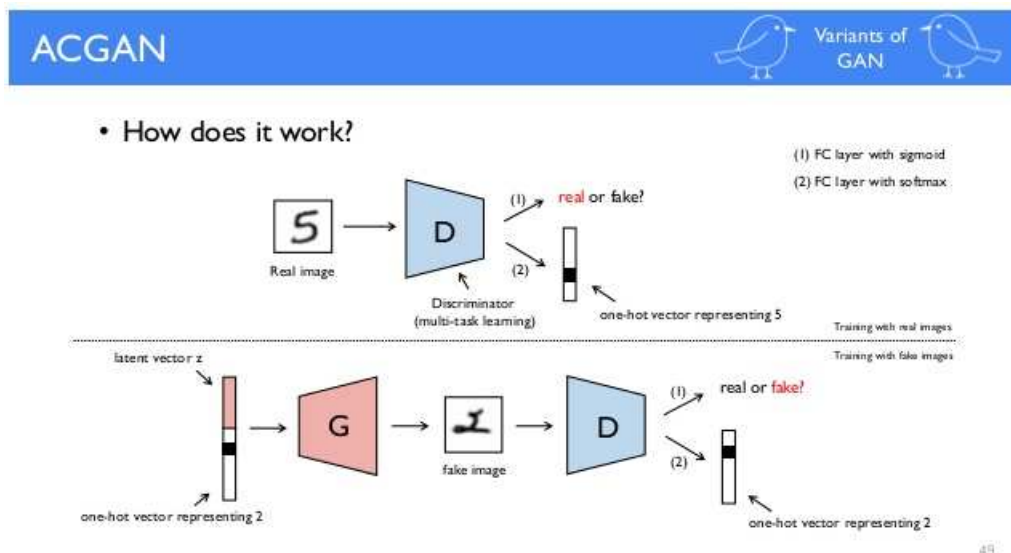 ACGAN
Variants of
GAN
• How does it work?
(1) FC layer with sigmoid
(2) FC layer with softmax
5
Real image
D
(1)
real or fake?
(2)
Discriminator
(multi-task learning)
one-hot vector representing 5
Training with real images
Training with fake images
latent vector z
G
fake image
D
(1)
real or fake?
(2)
one-hot vector representing 2
one-hot vector representing 2
49